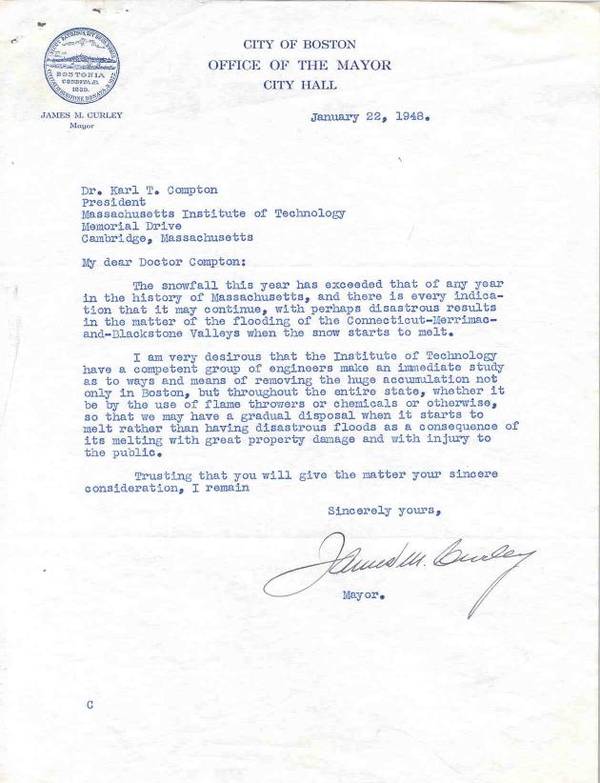 CITY OF BOSTON
OFFICE OF THE MAYOR
CITY HALL
BOSTONIA
CONDITA A.D.
1630.
JAMES M. CURLEY
Mayor
January 22, 1948.
Dr. Karl T. Compton
President
Massachusetts Institute of Technology
Memorial Drive
Cambridge, Massachusetts
My dear Doctor Compton:
The snowfall this year has exceeded that of any year
in the history of Massachusetts, and there is every indica-
tion that it may continue, with perhaps disastrous results
in the matter of the flooding of the Connecticut-Merrimac-
and-Blackstone Valleys when the snow starts to melt.
I am very desirous that the Institute of Technology
have a competent group of engineers make an immediate study
as to ways and means of removing the huge accumulation not
only in Boston, but throughout the entire state, whether it
be by the use of flame throwers or chemicals or otherwise,
so that we may have a gradual disposal when it starts to
melt rather than having disastrous floods as a consequence of
its melting with great property damage and with injury to
the public.
Trusting that you will give the matter your sincere
consideration, I remain
Sincerely yours,
James M. Curley
Mayor.
C